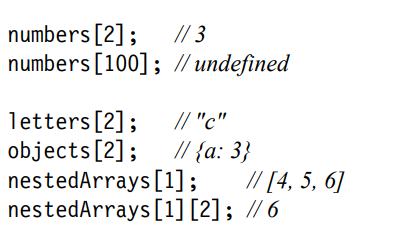 numbers[2]; // 3
numbers[100]; // undefined
letters[2]; // "c"
objects[2]; // {a: 3}
nestedArrays[1]; // [4, 5, 6]
nestedArrays[1][2]; // 6